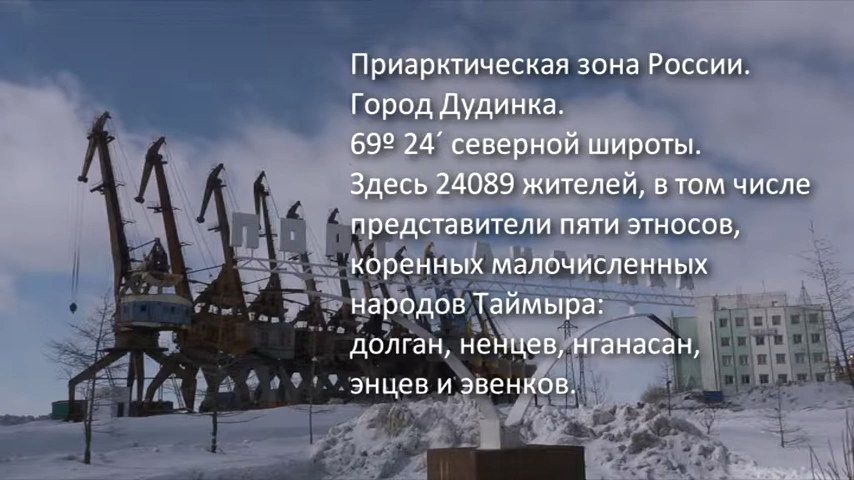 Приарктическая зона России.
Город Дудинка.
69º 24´ северной широты.
Здесь 24089 жителей, в том числе
представители пяти этносов,
коренных малочисленных
народов Таймыра:
долган, ненцев, нганасан,
энцев и эвенков.